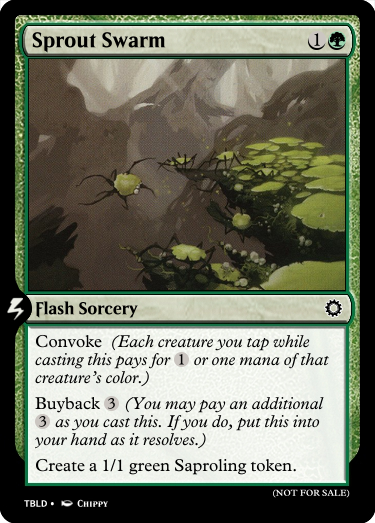 Sprout Swarm 1
Flash Sorcery
Convoke (Each creature you tap while
casting this pays for 1 or one mana of that
creature's color.)
Buyback 3 (You may pay an additional
3 as you cast this. If you do, put this into
your hand as it resolves.)
Create a 1/1 green Saproling token.
(NOT FOR SALE)
TBLD • CHIPPY